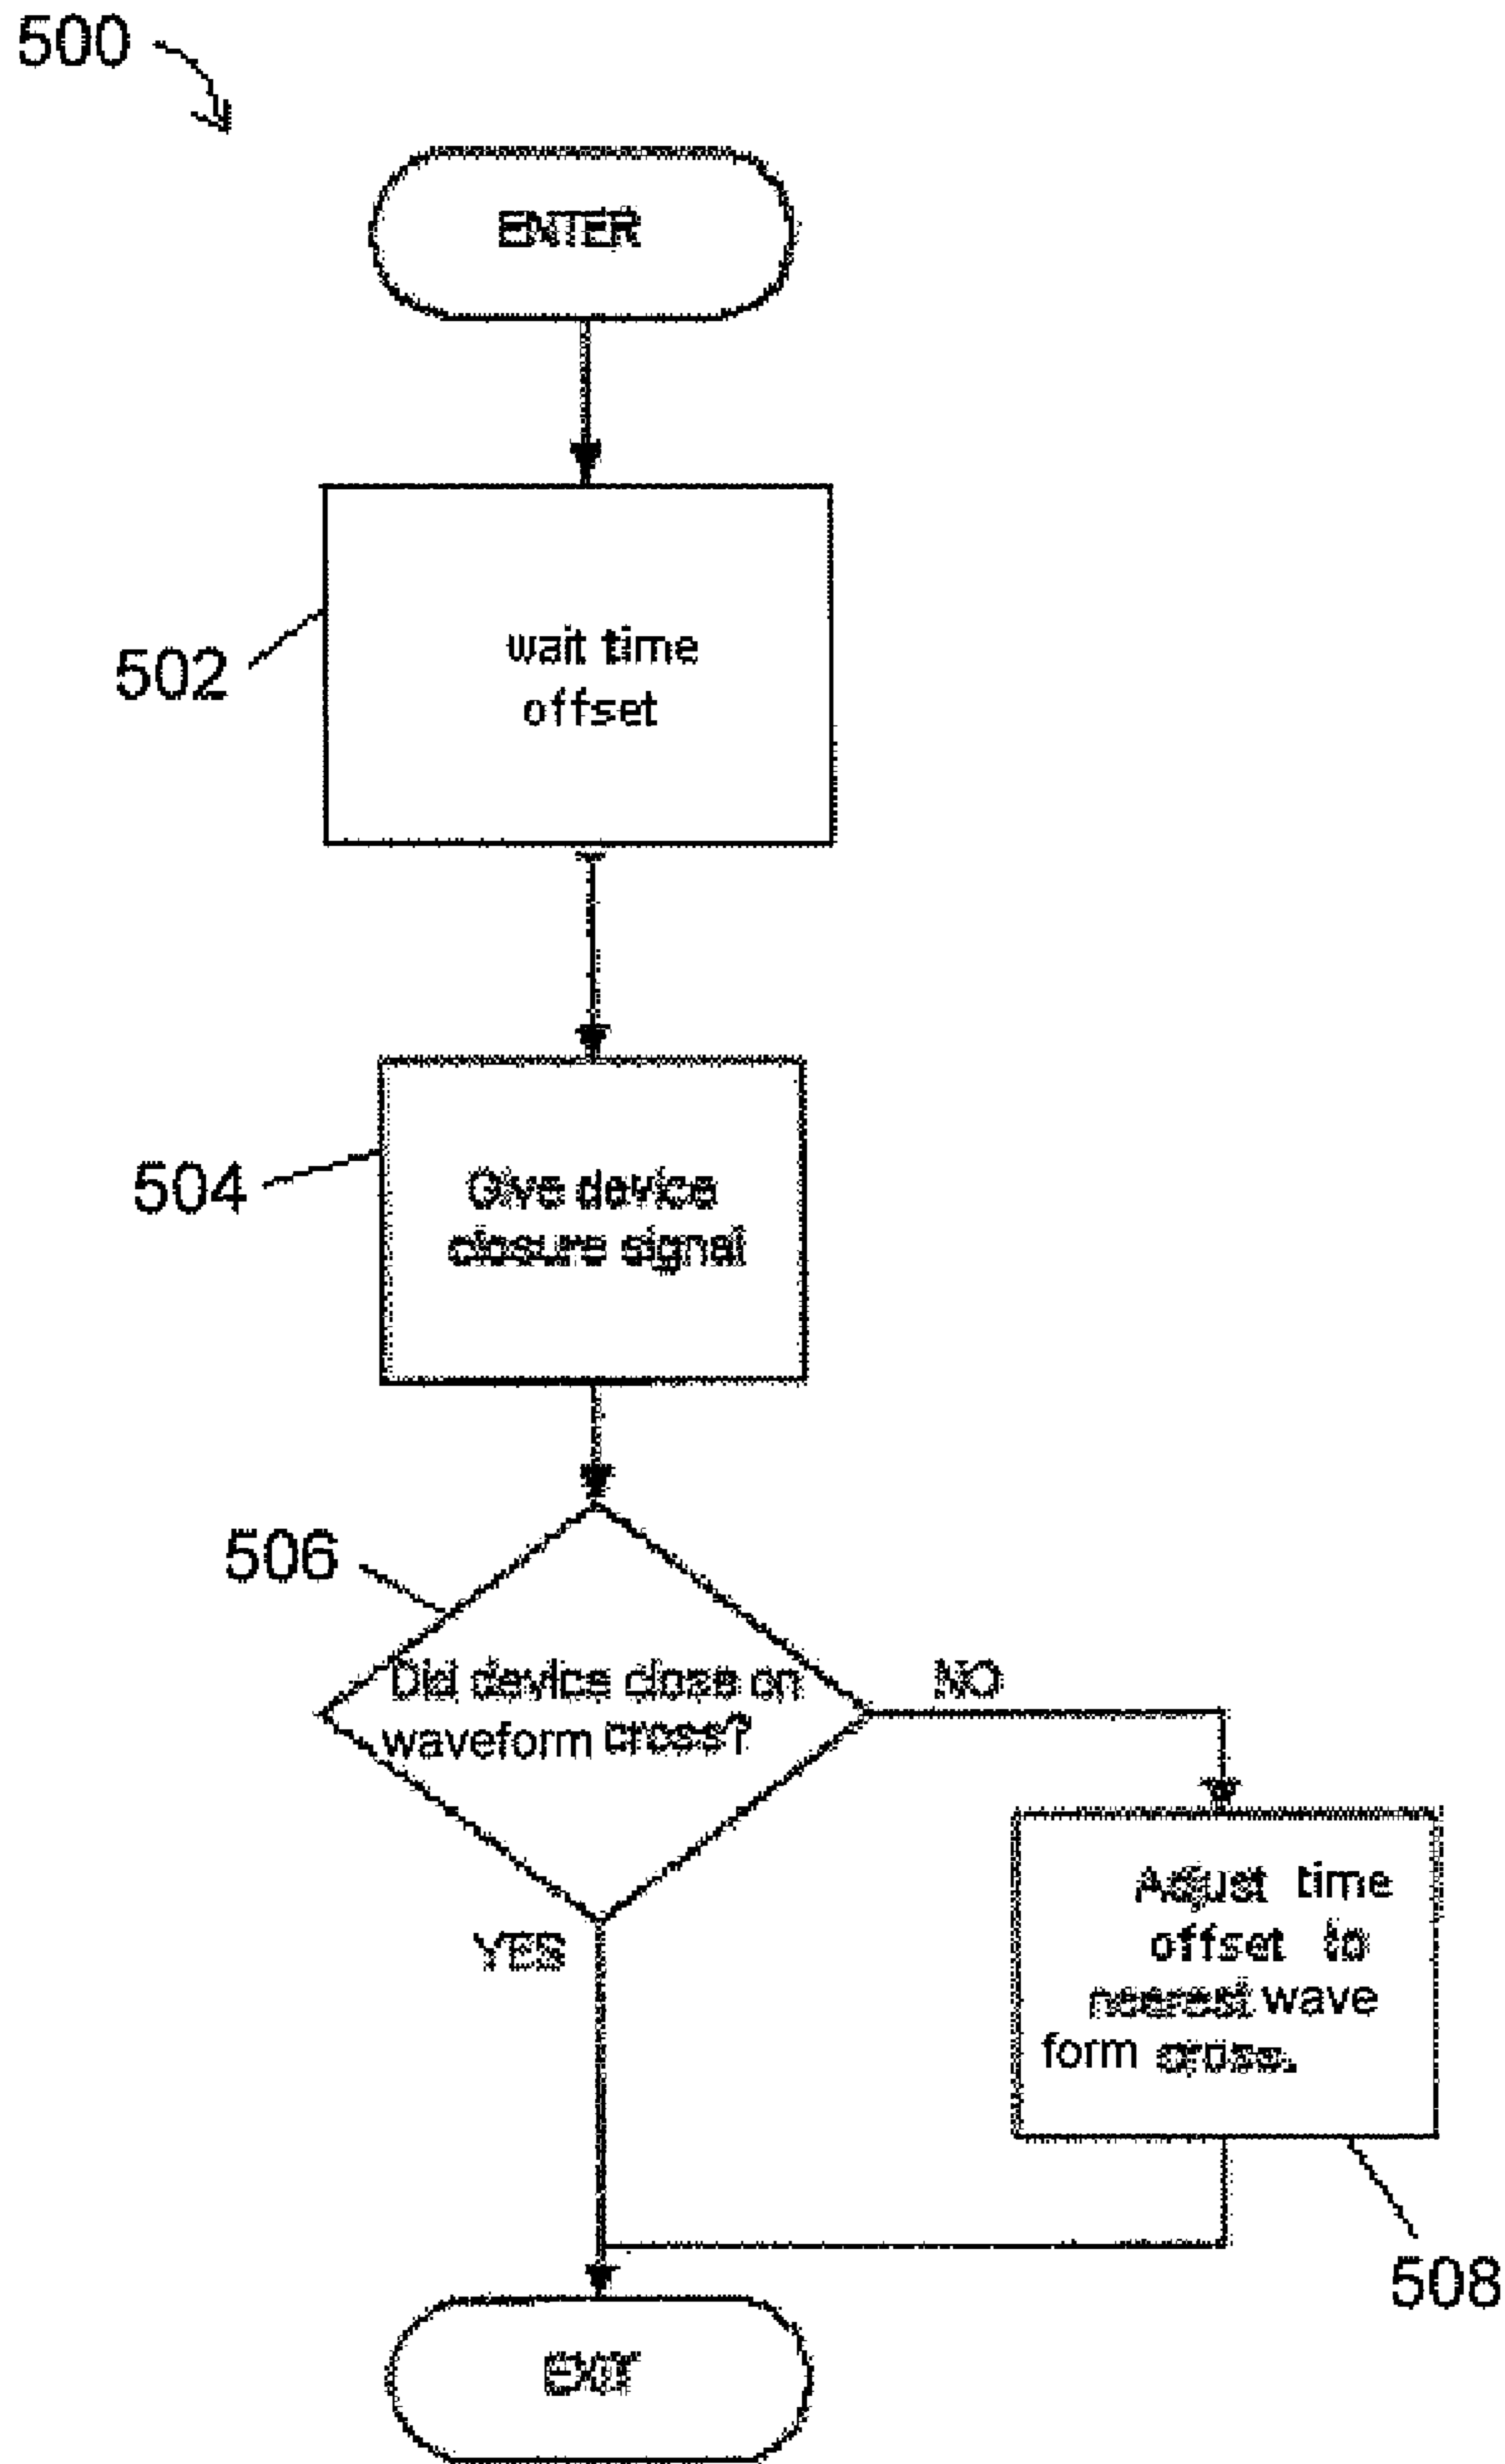 500
ENTER
502
wait time
offset
504
Give device
closure signal
506
Did device close on
waveform cross?
NO
YES
Adjust time
offset to
nearest wave
form cross.
508
EXIT